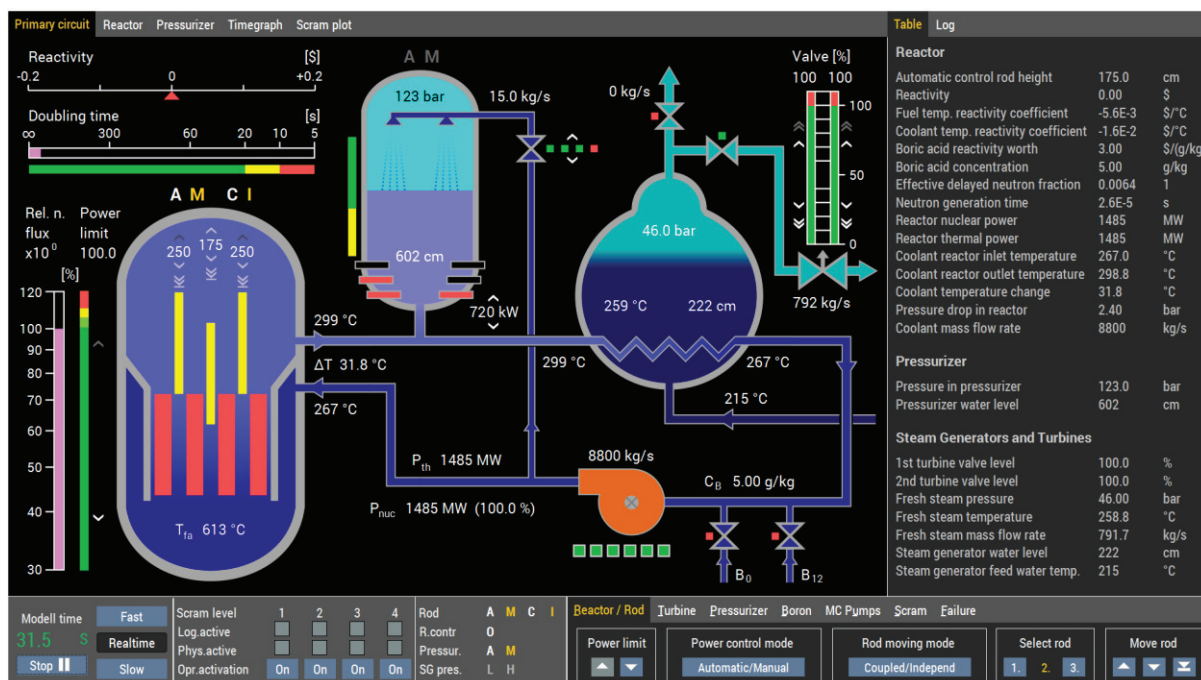 Primary circuit Reactor Pressurizer Timegraph Scram plot
Table Log
Reactivity [$]
-0.2 0 +0.2
Doubling time [s]
∞ 300 60 20 10 5
A M C I
Rel. n. flux x10⁰
Power limit 100.0
[%]
120
100
90
80
70
60
50
40
30
250 175 250
T_fa 613 °C
A M
123 bar
15.0 kg/s
602 cm
720 kW
299 °C
ΔT 31.8 °C
267 °C
P_th 1485 MW
P_nuc 1485 MW (100.0 %)
0 kg/s
46.0 bar
259 °C 222 cm
299 °C
267 °C
215 °C
Valve [%]
100 100
100
50
0
792 kg/s
8800 kg/s
C_B 5.00 g/kg
B₀ B₁₂
Reactor
Automatic control rod height 175.0 cm
Reactivity 0.00 $
Fuel temp. reactivity coefficient -5.6E-3 $/°C
Coolant temp. reactivity coefficient -1.6E-2 $/°C
Boric acid reactivity worth 3.00 $/(g/kg
Boric acid concentration 5.00 g/kg
Effective delayed neutron fraction 0.0064 1
Neutron generation time 2.6E-5 s
Reactor nuclear power 1485 MW
Reactor thermal power 1485 MW
Coolant reactor inlet temperature 267.0 °C
Coolant reactor outlet temperature 298.8 °C
Coolant temperature change 31.8 °C
Pressure drop in reactor 2.40 bar
Coolant mass flow rate 8800 kg/s
Pressurizer
Pressure in pressurizer 123.0 bar
Pressurizer water level 602 cm
Steam Generators and Turbines
1st turbine valve level 100.0 %
2nd turbine valve level 100.0 %
Fresh steam pressure 46.00 bar
Fresh steam temperature 258.8 °C
Fresh steam mass flow rate 791.7 kg/s
Steam generator water level 222 cm
Steam generator feed water temp. 215 °C
Modell time
31.5 s
Stop
Fast
Realtime
Slow
Scram level 1 2 3 4
Log.active
Phys.active
Opr.activation On On On On
Rod A M C I
R.contr O
Pressur. A M
SG pres. L H
Reactor / Rod Turbine Pressurizer Boron MC Pumps Scram Failure
Power limit
Power control mode
Automatic/Manual
Rod moving mode
Coupled/Independ
Select rod
1. 2. 3.
Move rod